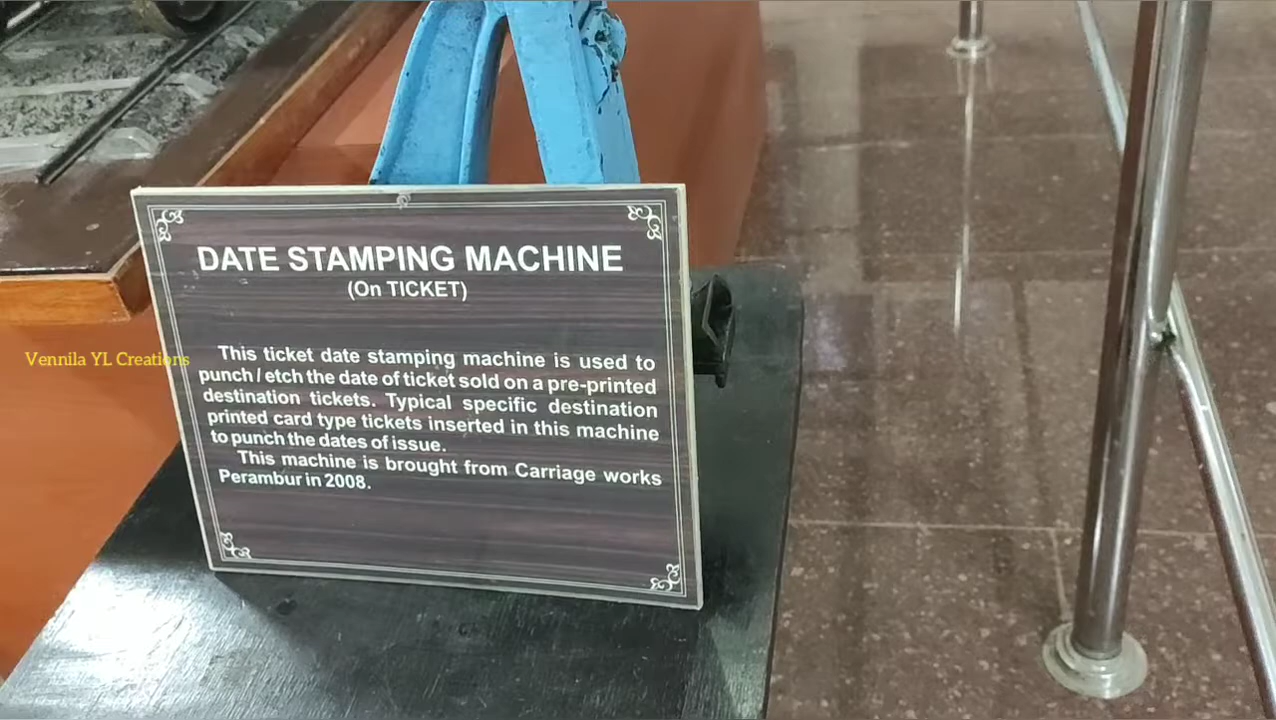 DATE STAMPING MACHINE
(On TICKET)
This ticket date stamping machine is used to
punch / etch the date of ticket sold on a pre-printed
destination tickets. Typical specific destination
printed card type tickets inserted in this machine
to punch the dates of issue.
This machine is brought from Carriage works
Perambur in 2008.
Vennila YL Creations